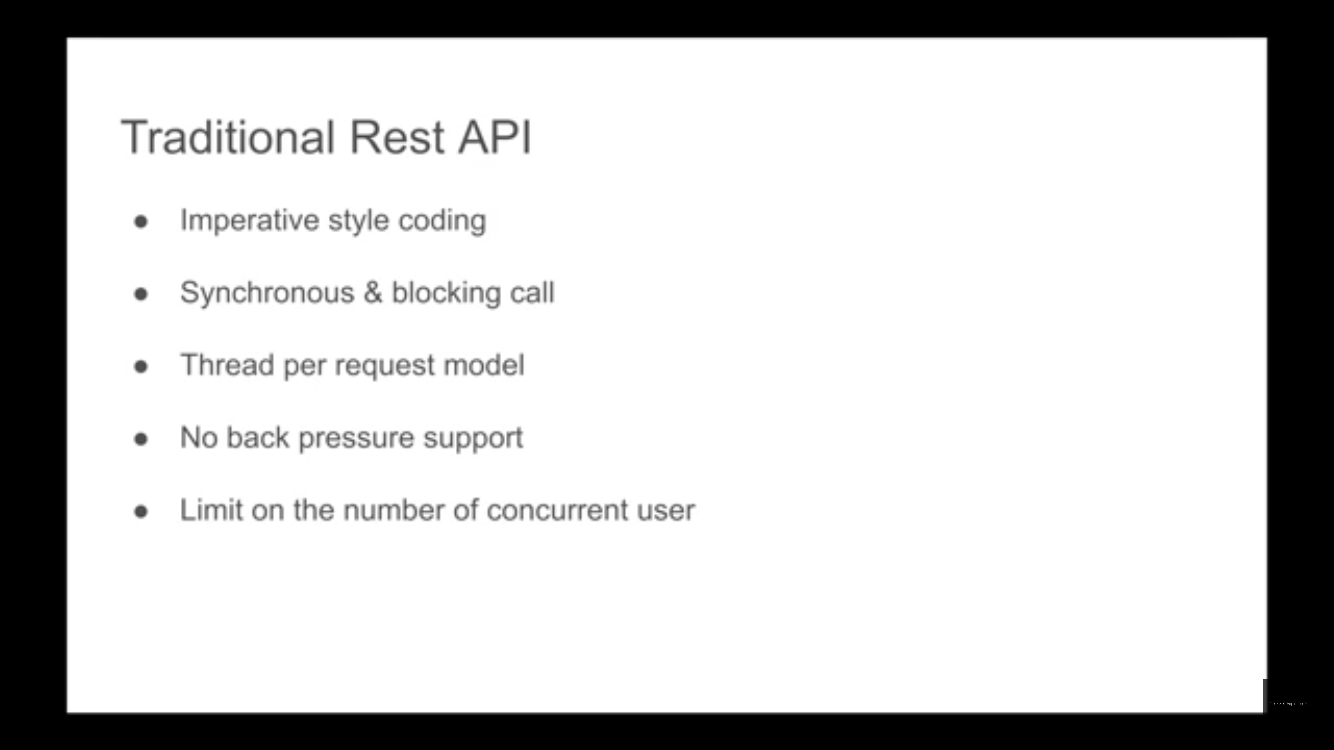 Traditional Rest API
● Imperative style coding
● Synchronous & blocking call
● Thread per request model
● No back pressure support
● Limit on the number of concurrent user